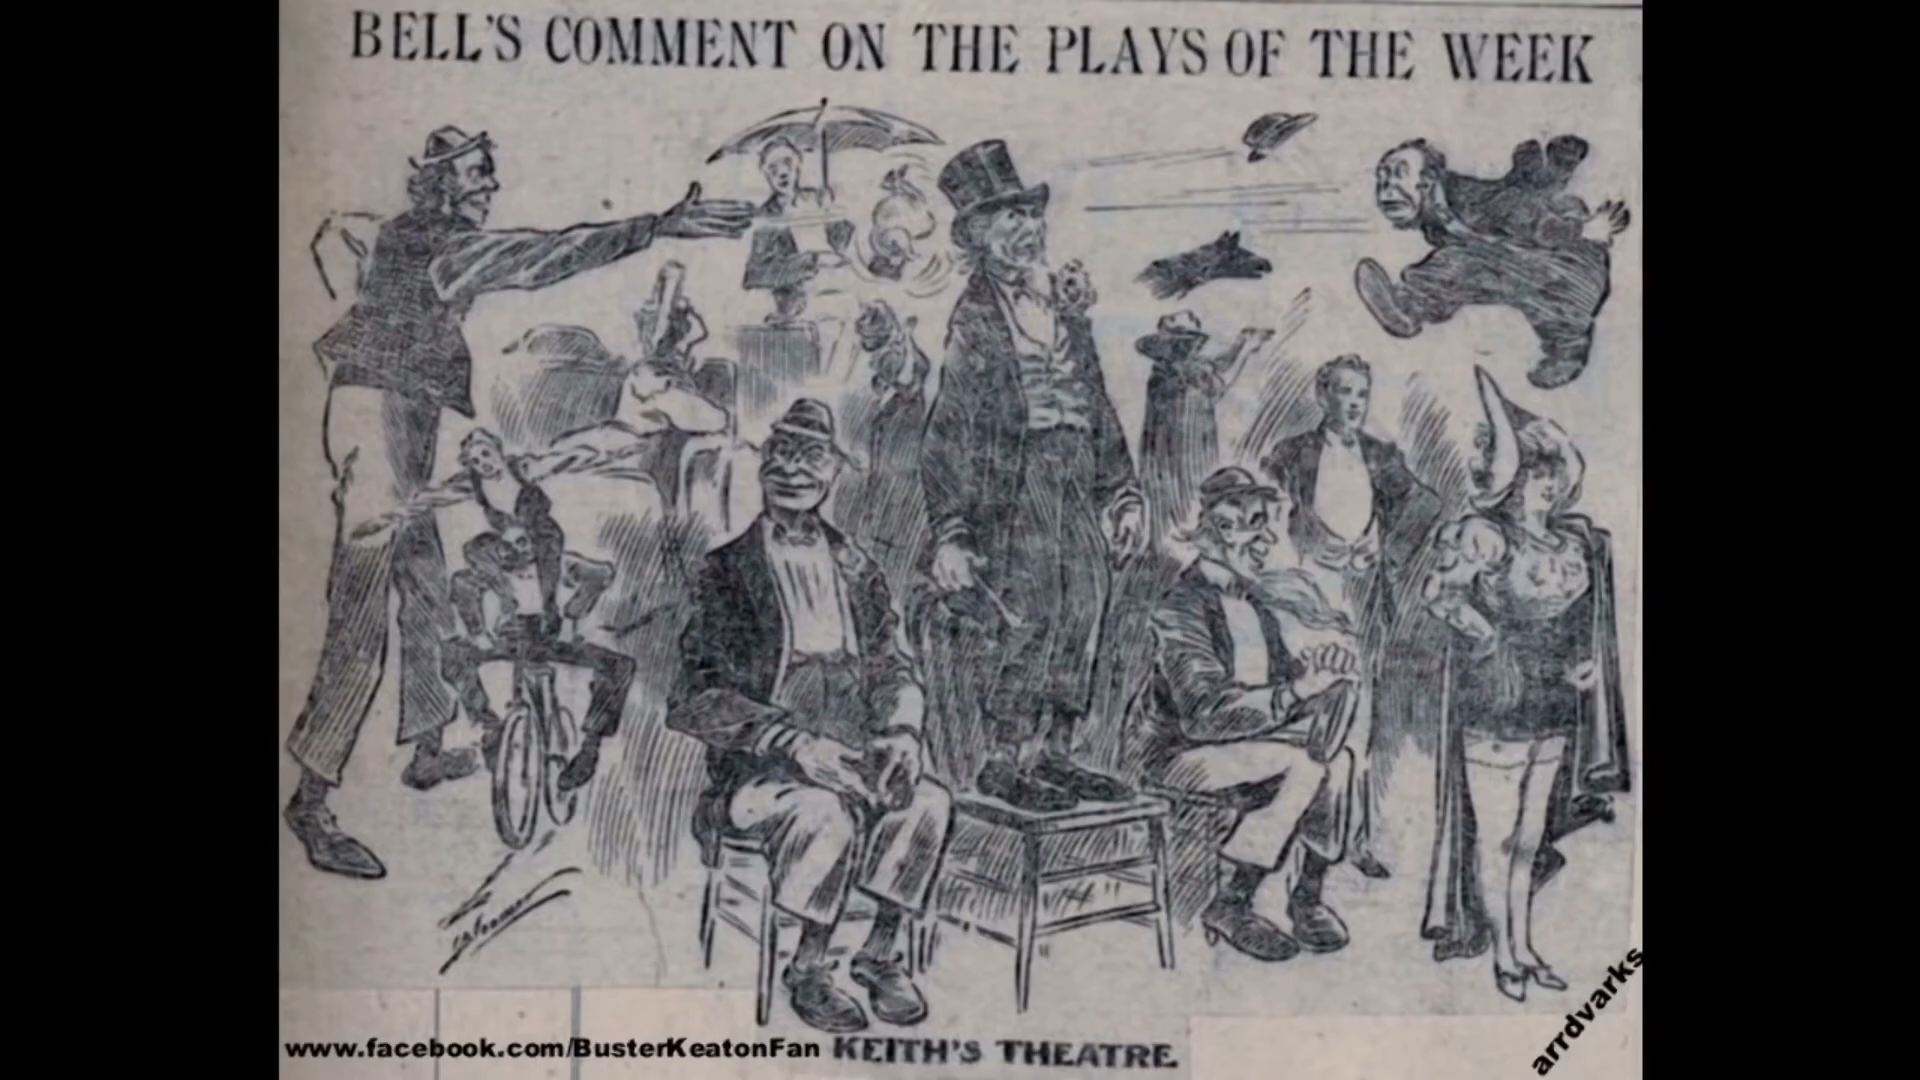 BELL'S COMMENT ON THE PLAYS OF THE WEEK
www.facebook.com/BusterKeatonFan
KEITH'S THEATRE.
arrdvarks